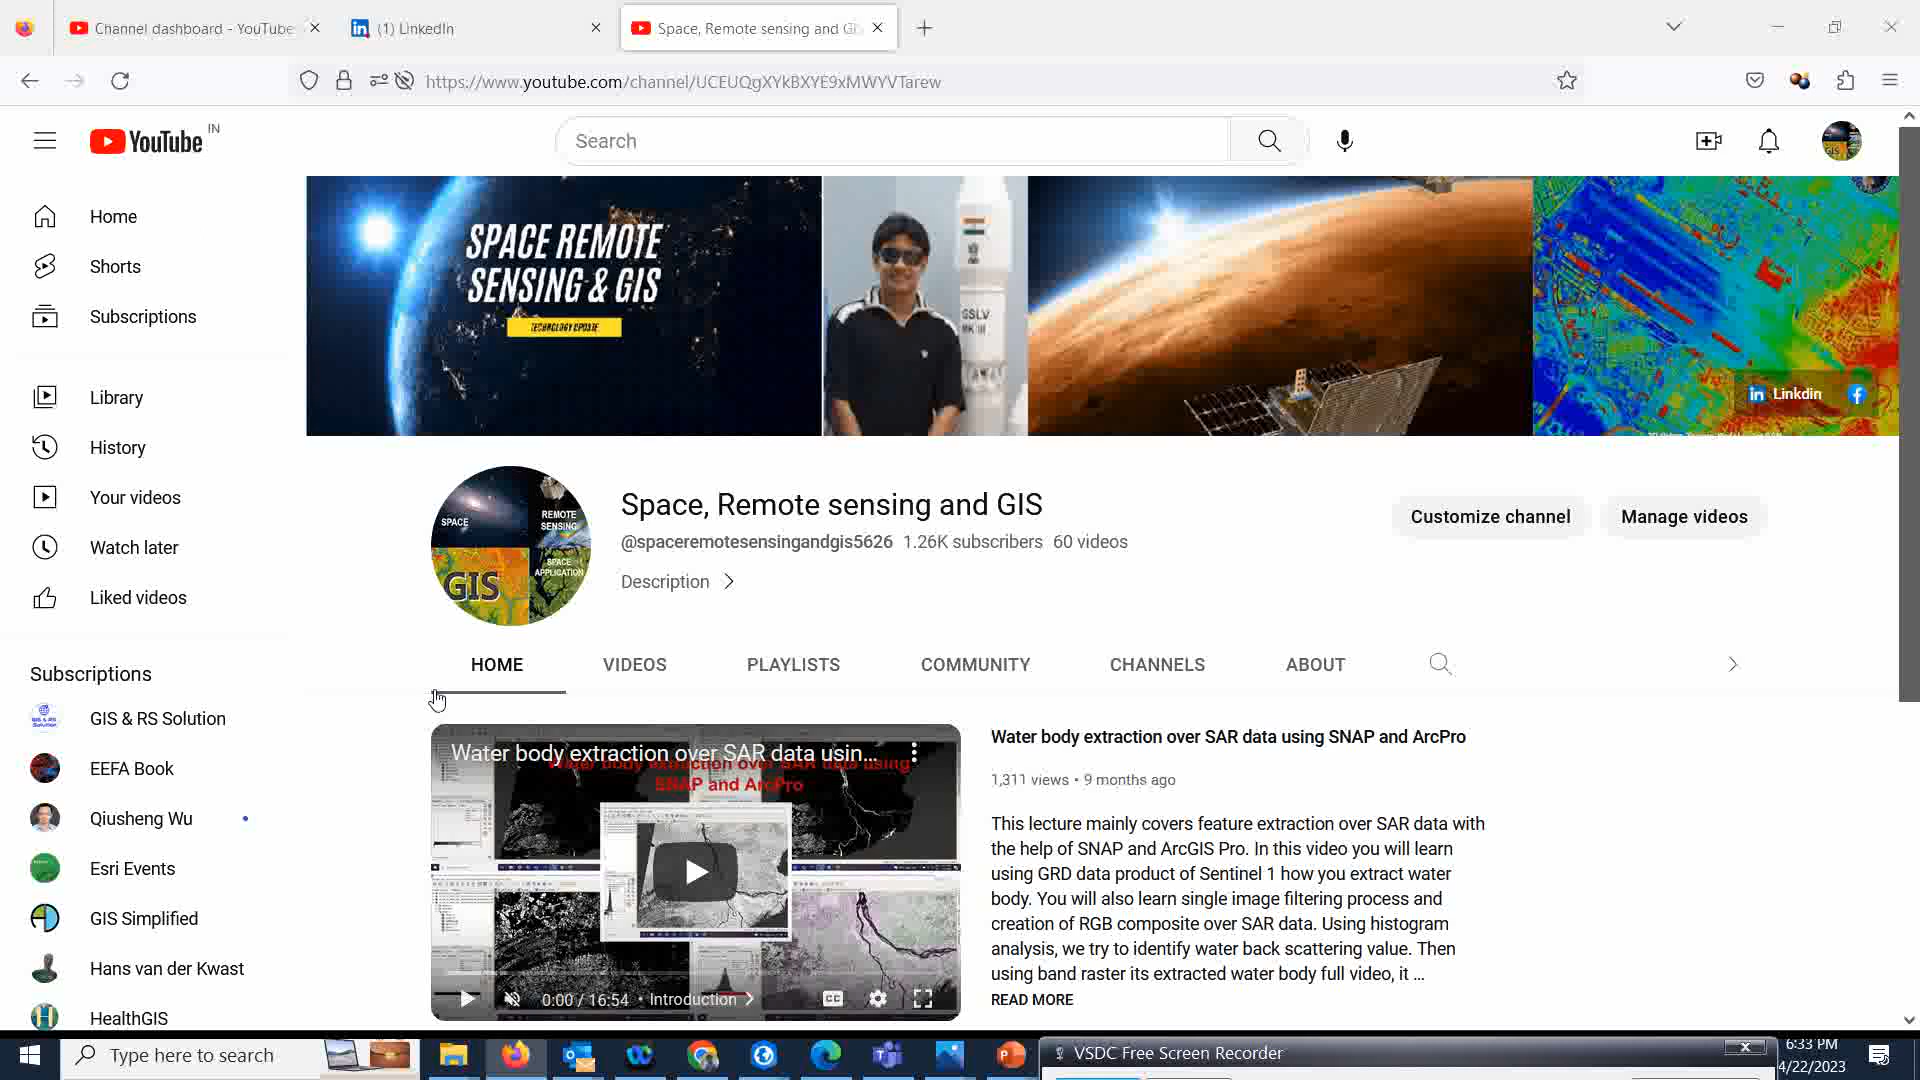 Channel dashboard - YouTube
(1) LinkedIn
Space, Remote sensing and GIS
https://www.youtube.com/channel/UCEUQgXYkBXYE9xMWYVTarew
YouTube IN
Search
Home
Shorts
Subscriptions
Library
History
Your videos
Watch later
Liked videos
Subscriptions
GIS & RS Solution
EEFA Book
Qiusheng Wu
Esri Events
GIS Simplified
Hans van der Kwast
HealthGIS
SPACE REMOTE
SENSING & GIS
TECHNOLOGY UPDATE
GSLV
MK III
in Linkdin
SPACE
REMOTE
SENSING
GIS
SPACE
APPLICATION
Space, Remote sensing and GIS
@spaceremotesensingandgis5626 1.26K subscribers 60 videos
Description
Customize channel
Manage videos
HOME VIDEOS PLAYLISTS COMMUNITY CHANNELS ABOUT
Water body extraction over SAR data usin...
Water body extraction over SAR data using
SNAP and ArcPro
0:00 / 16:54 • Introduction
CC
Water body extraction over SAR data using SNAP and ArcPro
1,311 views • 9 months ago
This lecture mainly covers feature extraction over SAR data with
the help of SNAP and ArcGIS Pro. In this video you will learn
using GRD data product of Sentinel 1 how you extract water
body. You will also learn single image filtering process and
creation of RGB composite over SAR data. Using histogram
analysis, we try to identify water back scattering value. Then
using band raster its extracted water body full video, it ...
READ MORE
Type here to search
VSDC Free Screen Recorder
6:33 PM
4/22/2023